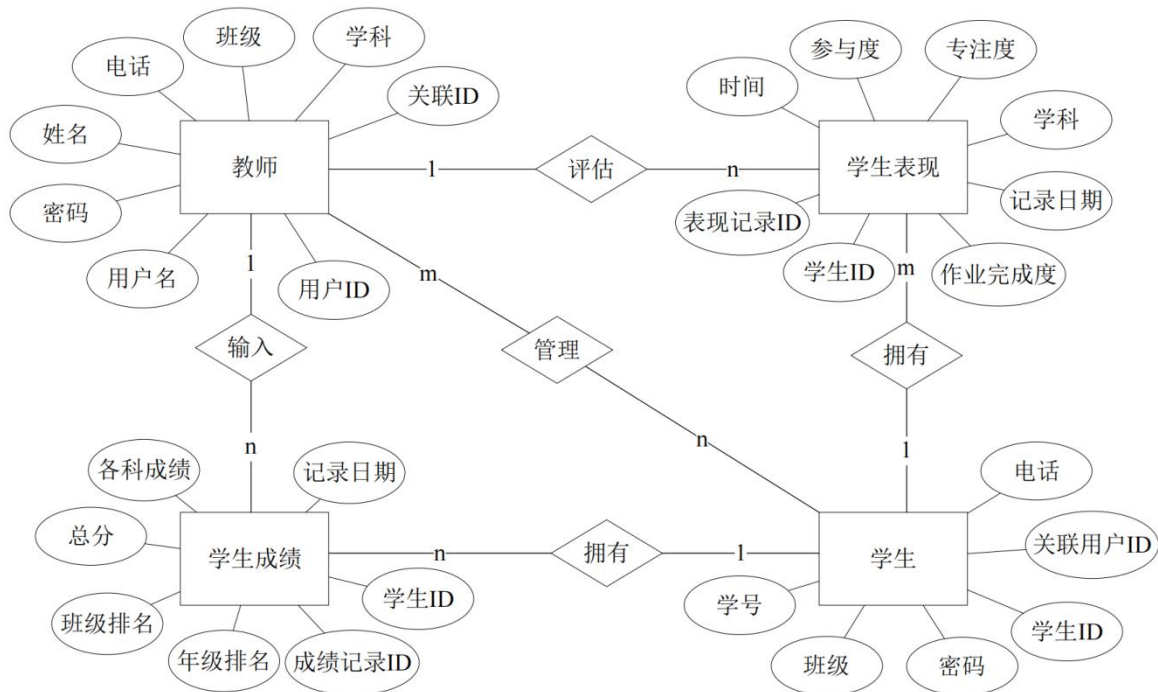 班级
学科
电话
关联ID
姓名
教师
密码
用户名
用户ID
1
评估
n
参与度
专注度
时间
学科
学生表现
记录日期
表现记录ID
学生ID
作业完成度
1
输入
n
m
管理
n
m
拥有
1
各科成绩
记录日期
总分
学生成绩
学生ID
班级排名
年级排名
成绩记录ID
n
拥有
1
电话
关联用户ID
学生
学号
学生ID
班级
密码